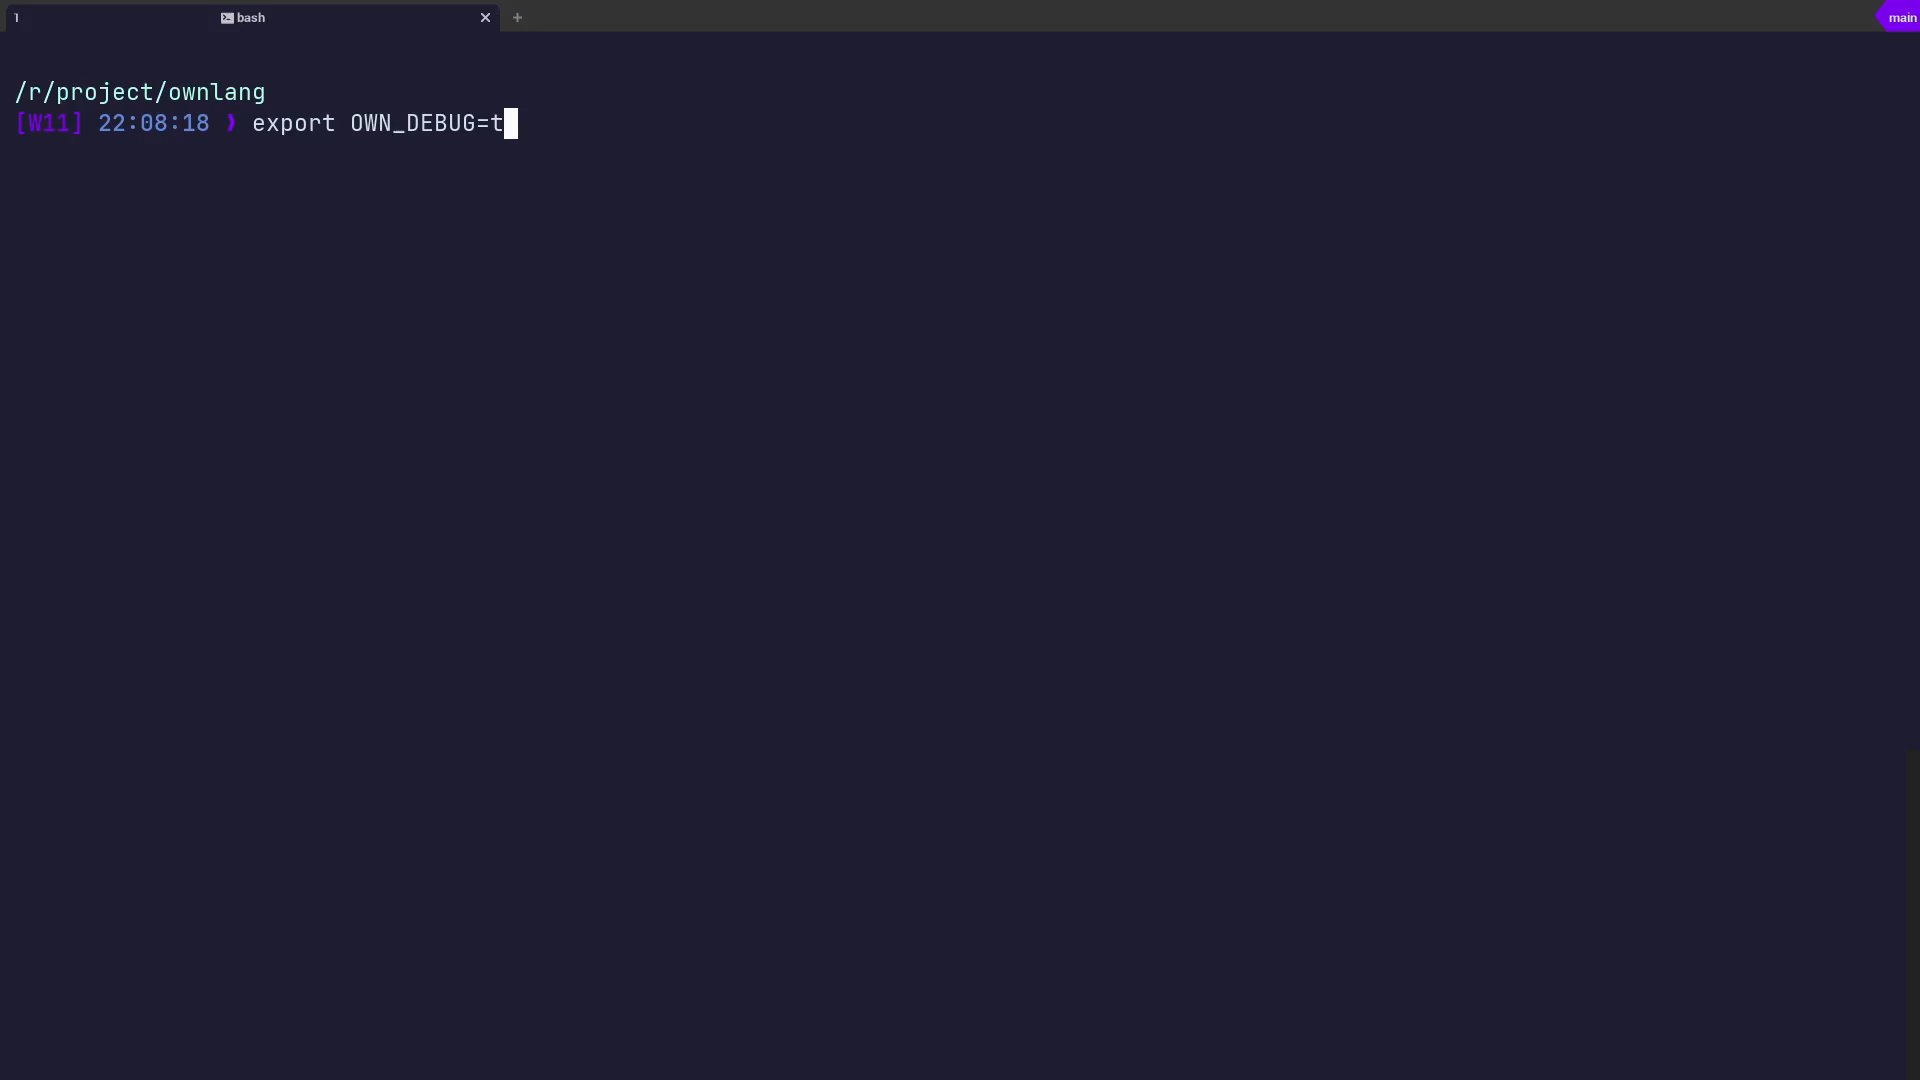 1 bash × + main
/r/project/ownlang
[W11] 22:08:18 ❯ export OWN_DEBUG=t